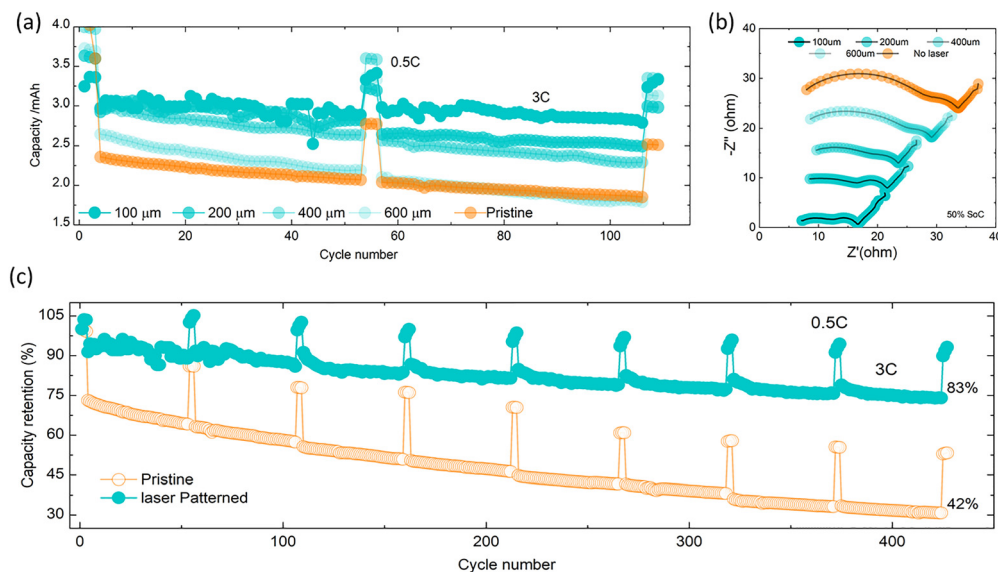 (a)
4.0
3.5
3.0
2.5
2.0
1.5
Capacity /mAh
0.5C
3C
100 μm 200 μm 400 μm 600 μm Pristine
0 20 40 60 80 100
Cycle number
(b)
100um 200um 400um
600um No laser
40
30
20
10
0
-Z'' (ohm)
50% SoC
0 10 20 30 40
Z'(ohm)
(c)
105
90
75
60
45
30
Capacity retention (%)
0.5C
3C
83%
42%
Pristine
laser Patterned
0 100 200 300 400
Cycle number